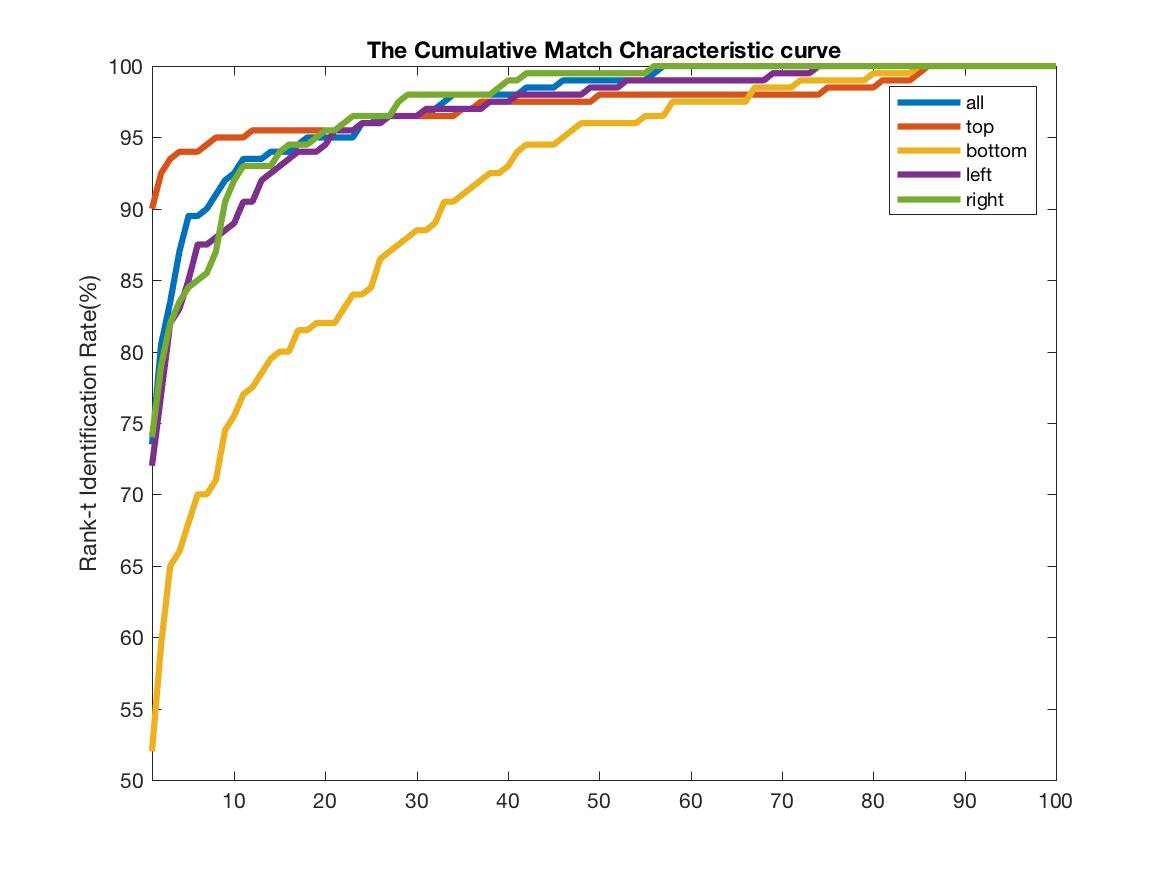 The Cumulative Match Characteristic curve
100
95
90
85
80
75
70
65
60
55
50
Rank-t Identification Rate(%)
10 20 30 40 50 60 70 80 90 100
all
top
bottom
left
right